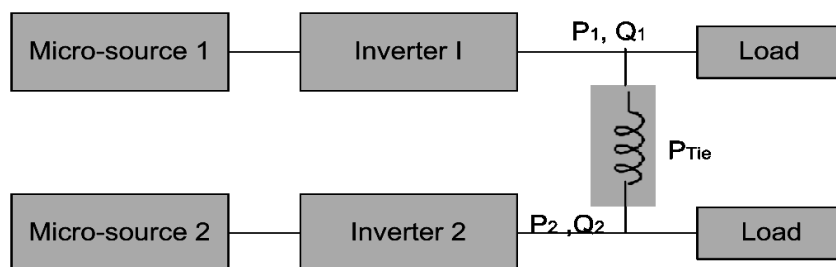 Micro-source 1
Inverter I
P1, Q1
Load
PTie
Micro-source 2
Inverter 2
P2 ,Q2
Load